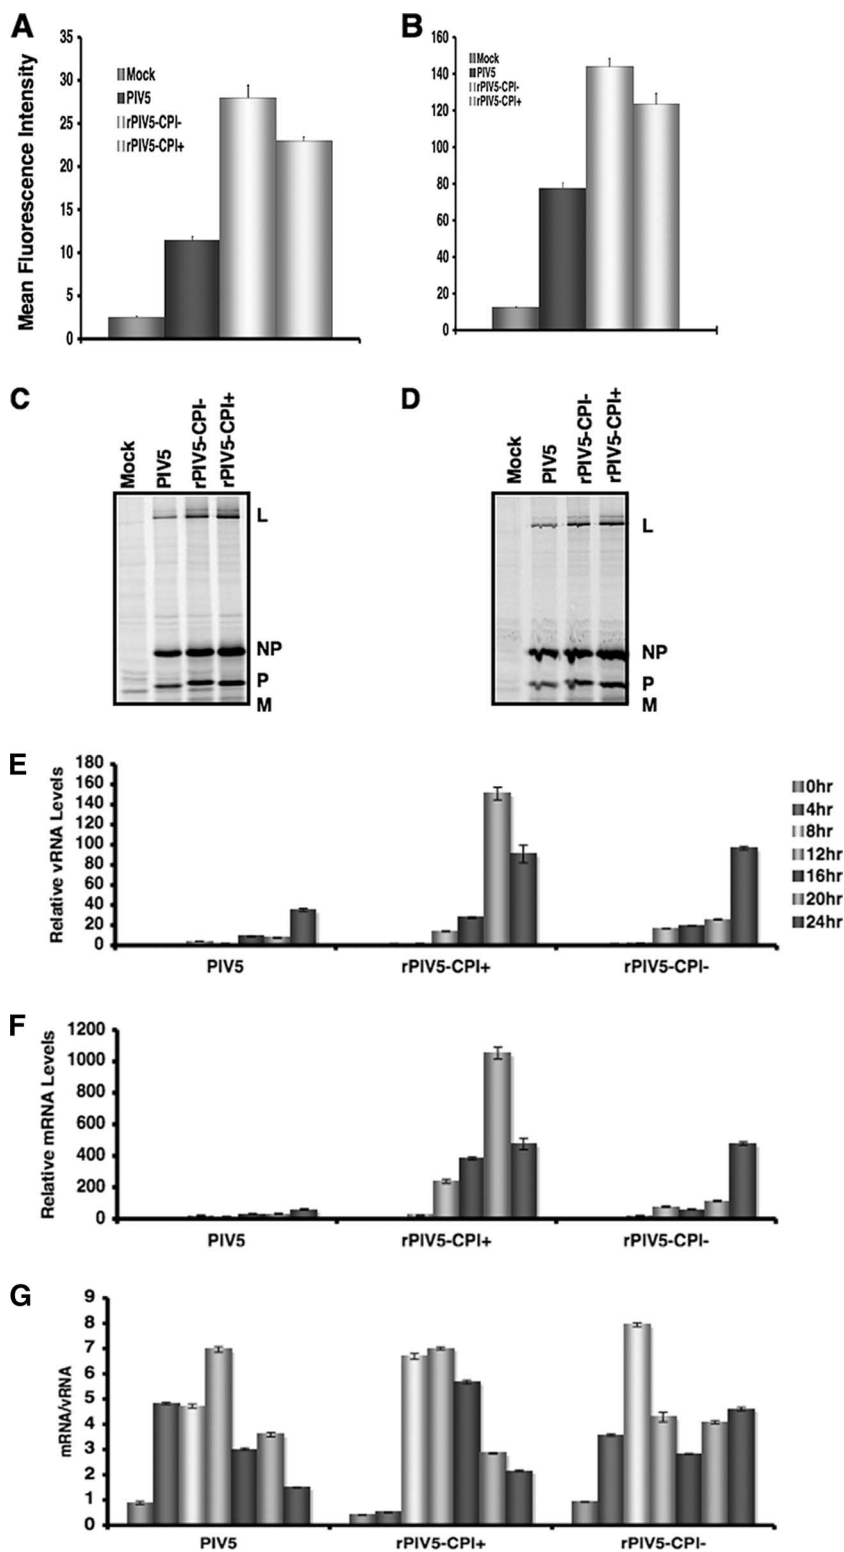 A
Mean Fluorescence Intensity
35
30
25
20
15
10
5
0
Mock
PIV5
rPIV5-CPI-
rPIV5-CPI+
B
160
140
120
100
80
60
40
20
0
Mock
PIV5
rPIV5-CPI-
rPIV5-CPI+
C
Mock
PIV5
rPIV5-CPI-
rPIV5-CPI+
L
NP
P
M
D
Mock
PIV5
rPIV5-CPI-
rPIV5-CPI+
L
NP
P
M
E
Relative vRNA Levels
180
160
140
120
100
80
60
40
20
0
PIV5
rPIV5-CPI+
rPIV5-CPI-
0hr
4hr
8hr
12hr
16hr
20hr
24hr
F
Relative mRNA Levels
1200
1000
800
600
400
200
0
PIV5
rPIV5-CPI+
rPIV5-CPI-
G
mRNA/vRNA
9
8
7
6
5
4
3
2
1
0
PIV5
rPIV5-CPI+
rPIV5-CPI-